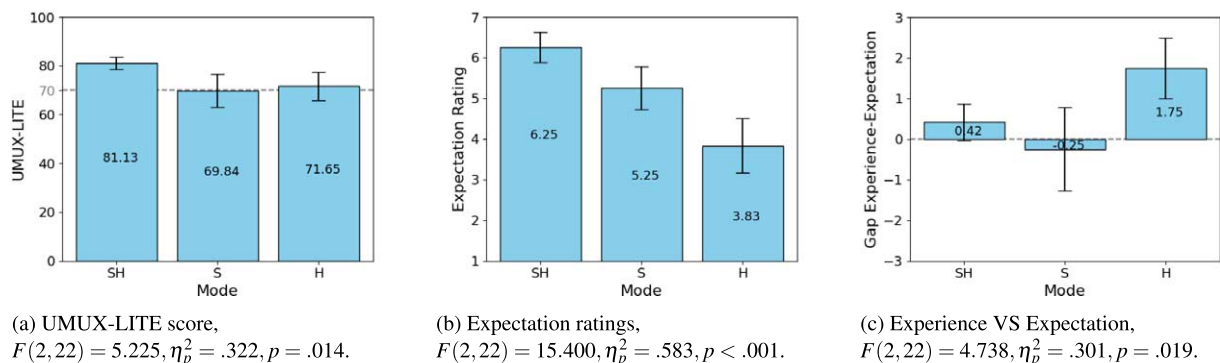 100
80
70
60
40
20
0
UMUX-LITE
81.13
69.84
71.65
SH
S
H
Mode
7
6
5
4
3
2
1
Expectation Rating
6.25
5.25
3.83
SH
S
H
Mode
3
2
1
0
−1
−2
−3
Gap Experience-Expectation
0.42
-0.25
1.75
SH
S
H
Mode
(a) UMUX-LITE score,
F(2,22) = 5.225, η²ₚ = .322, p = .014.
(b) Expectation ratings,
F(2,22) = 15.400, η²ₚ = .583, p < .001.
(c) Experience VS Expectation,
F(2,22) = 4.738, η²ₚ = .301, p = .019.